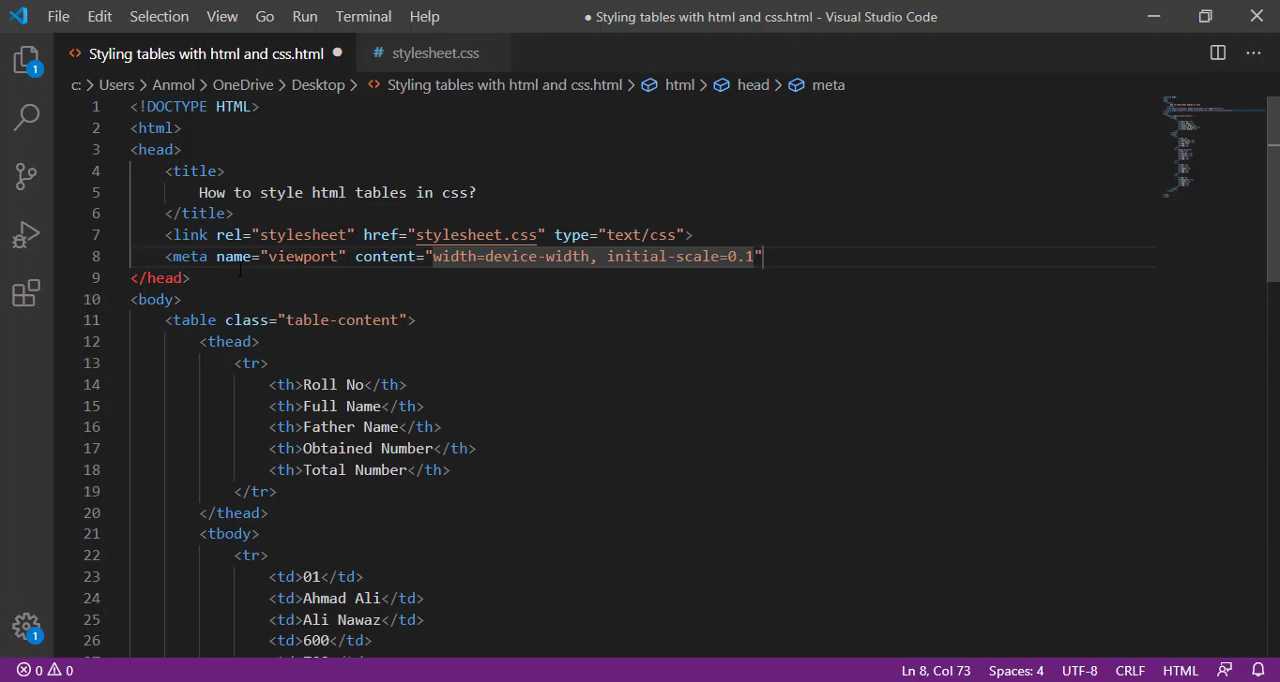 File Edit Selection View Go Run Terminal Help ● Styling tables with html and css.html - Visual Studio Code
<> Styling tables with html and css.html ● # stylesheet.css ···
c: > Users > Anmol > OneDrive > Desktop > <> Styling tables with html and css.html > html > head > meta
1 <!DOCTYPE HTML>
2 <html>
3 <head>
4 <title>
5 How to style html tables in css?
6 </title>
7 <link rel="stylesheet" href="stylesheet.css" type="text/css">
8 <meta name="viewport" content="width=device-width, initial-scale=0.1"
9 </head>
10 <body>
11 <table class="table-content">
12 <thead>
13 <tr>
14 <th>Roll No</th>
15 <th>Full Name</th>
16 <th>Father Name</th>
17 <th>Obtained Number</th>
18 <th>Total Number</th>
19 </tr>
20 </thead>
21 <tbody>
22 <tr>
23 <td>01</td>
24 <td>Ahmad Ali</td>
25 <td>Ali Nawaz</td>
26 <td>600</td>
1
1
0 0 Ln 8, Col 73 Spaces: 4 UTF-8 CRLF HTML